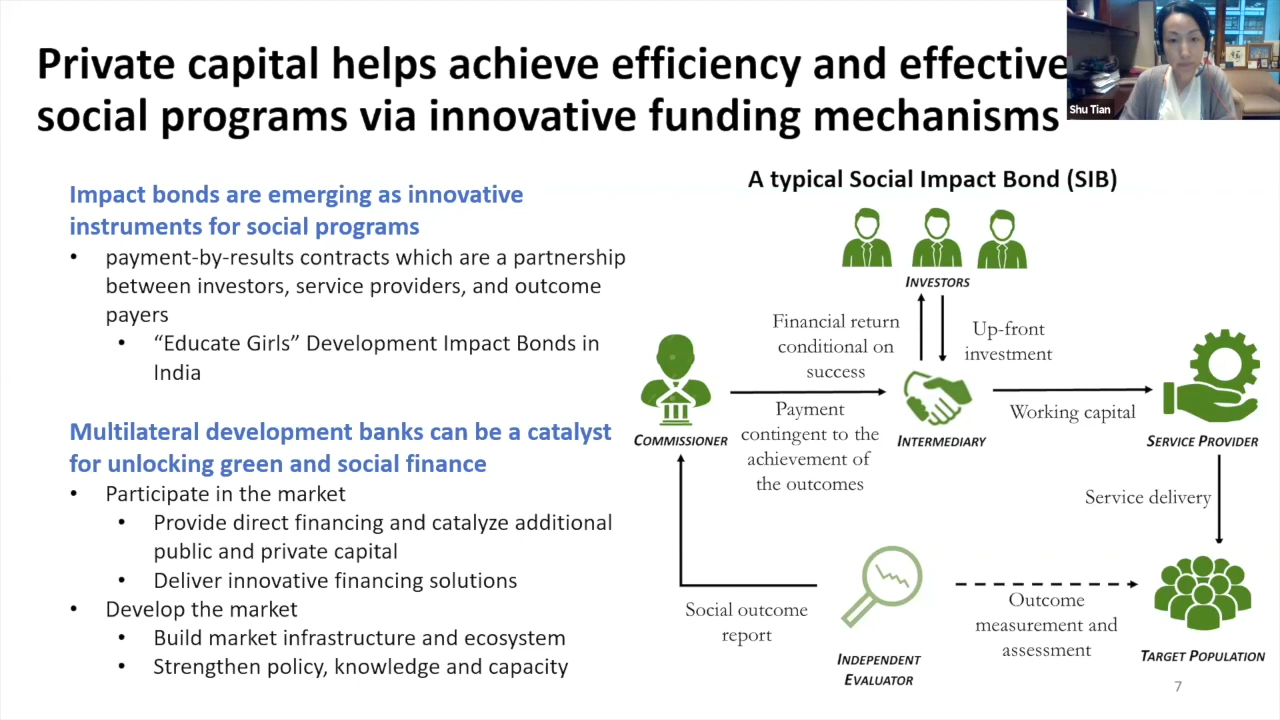 Private capital helps achieve efficiency and effective
social programs via innovative funding mechanisms
Shu Tian
Impact bonds are emerging as innovative
instruments for social programs
• payment-by-results contracts which are a partnership
between investors, service providers, and outcome
payers
• “Educate Girls” Development Impact Bonds in
India
Multilateral development banks can be a catalyst
for unlocking green and social finance
• Participate in the market
• Provide direct financing and catalyze additional
public and private capital
• Deliver innovative financing solutions
• Develop the market
• Build market infrastructure and ecosystem
• Strengthen policy, knowledge and capacity
A typical Social Impact Bond (SIB)
INVESTORS
Financial return
conditional on
success
Up-front
investment
COMMISSIONER
Payment
contingent to the
achievement of
the outcomes
INTERMEDIARY
Working capital
SERVICE PROVIDER
Service delivery
Social outcome
report
INDEPENDENT
EVALUATOR
Outcome
measurement and
assessment
TARGET POPULATION
7